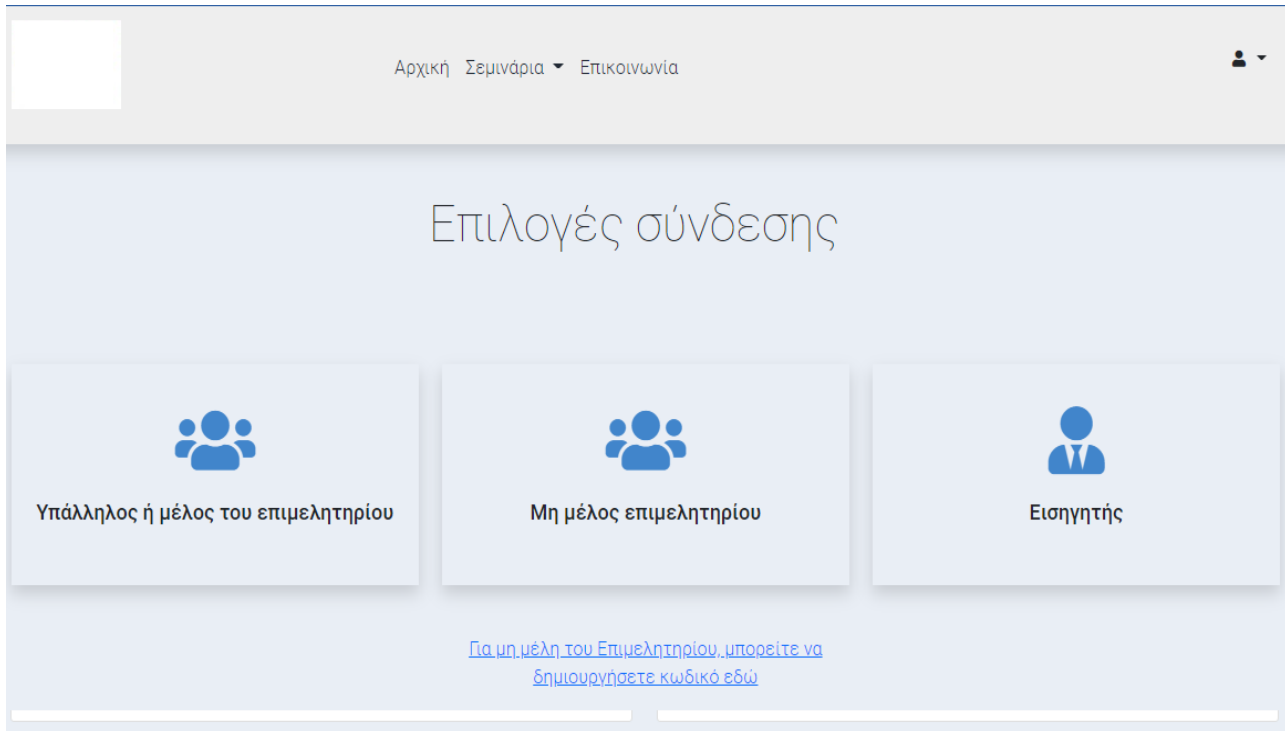 Αρχική Σεμινάρια Επικοινωνία
Επιλογές σύνδεσης
Υπάλληλος ή μέλος του επιμελητηρίου
Μη μέλος επιμελητηρίου
Εισηγητής
Για μη μέλη του Επιμελητηρίου, μπορείτε να
δημιουργήσετε κωδικό εδώ